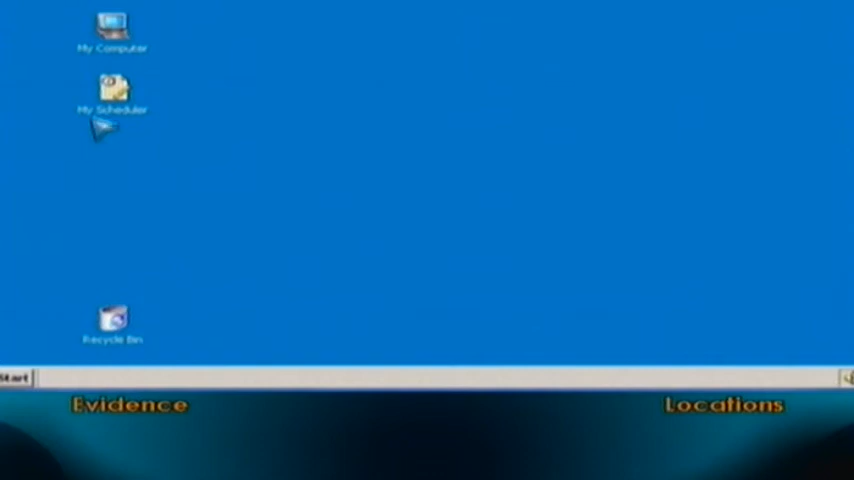 My Computer
My Scheduler
Recycle Bin
Start
Evidence
Locations